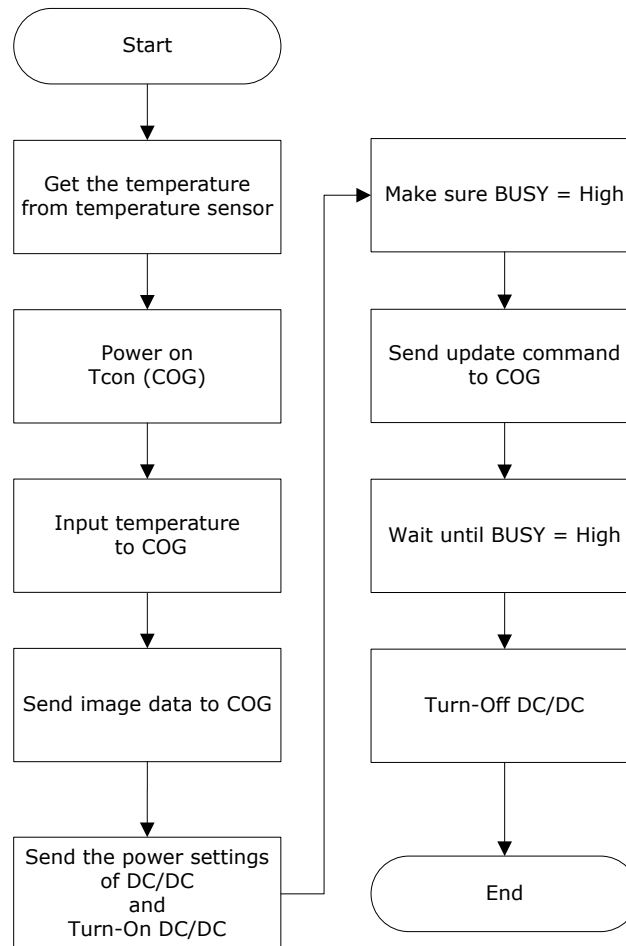 Start
Get the temperature
from temperature sensor
Power on
Tcon (COG)
Input temperature
to COG
Send image data to COG
Send the power settings
of DC/DC
and
Turn-On DC/DC
Make sure BUSY = High
Send update command
to COG
Wait until BUSY = High
Turn-Off DC/DC
End